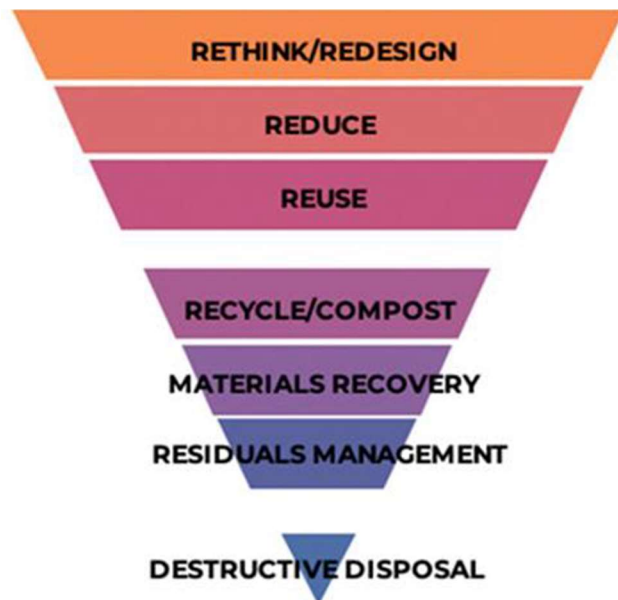 RETHINK/REDESIGN
REDUCE
REUSE
RECYCLE/COMPOST
MATERIALS RECOVERY
RESIDUALS MANAGEMENT
DESTRUCTIVE DISPOSAL